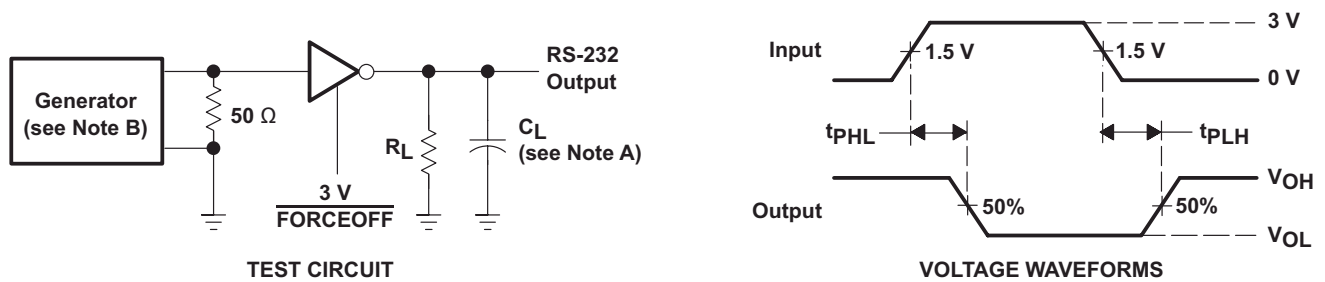 Generator
(see Note B)
50 Ω
RS-232
Output
RL
CL
(see Note A)
3 V
FORCEOFF
TEST CIRCUIT
Input
1.5 V
1.5 V
3 V
0 V
tPHL
tPLH
Output
50%
50%
VOH
VOL
VOLTAGE WAVEFORMS